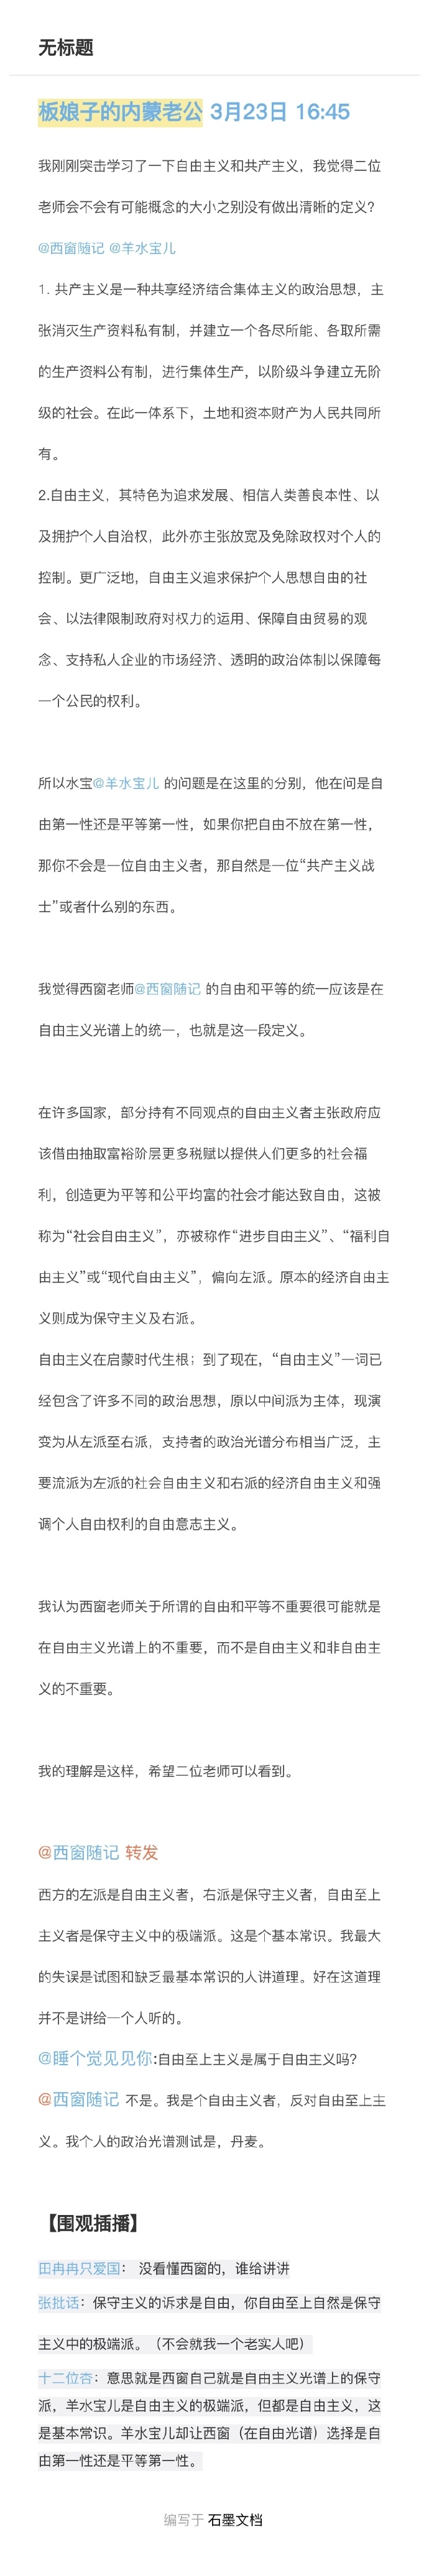 无标题
板娘子的内蒙老公 3月23日 16:45
我刚刚突击学习了一下自由主义和共产主义，我觉得二位
老师会不会有可能概念的大小之别没有做出清晰的定义？
@西窗随记 @羊水宝儿
1. 共产主义是一种共享经济结合集体主义的政治思想，主
张消灭生产资料私有制，并建立一个各尽所能、各取所需
的生产资料公有制，进行集体生产，以阶级斗争建立无阶
级的社会。在此一体系下，土地和资本财产为人民共同所
有。
2.自由主义，其特色为追求发展、相信人类善良本性、以
及拥护个人自治权，此外亦主张放宽及免除政权对个人的
控制。更广泛地，自由主义追求保护个人思想自由的社
会、以法律限制政府对权力的运用、保障自由贸易的观
念、支持私人企业的市场经济、透明的政治体制以保障每
一个公民的权利。
所以水宝@羊水宝儿 的问题是在这里的分别，他在问是自
由第一性还是平等第一性，如果你把自由不放在第一性，
那你不会是一位自由主义者，那自然是一位“共产主义战
士”或者什么别的东西。
我觉得西窗老师@西窗随记 的自由和平等的统一应该是在
自由主义光谱上的统一，也就是这一段定义。
在许多国家，部分持有不同观点的自由主义者主张政府应
该借由抽取富裕阶层更多税赋以提供人们更多的社会福
利，创造更为平等和公平均富的社会才能达致自由，这被
称为“社会自由主义”，亦被称作“进步自由主义”、“福利自
由主义”或“现代自由主义”，偏向左派。原本的经济自由主
义则成为保守主义及右派。
自由主义在启蒙时代生根；到了现在，“自由主义”一词已
经包含了许多不同的政治思想，原以中间派为主体，现演
变为从左派至右派，支持者的政治光谱分布相当广泛，主
要流派为左派的社会自由主义和右派的经济自由主义和强
调个人自由权利的自由意志主义。
我认为西窗老师关于所谓的自由和平等不重要很可能就是
在自由主义光谱上的不重要，而不是自由主义和非自由主
义的不重要。
我的理解是这样，希望二位老师可以看到。
@西窗随记 转发
西方的左派是自由主义者，右派是保守主义者，自由至上
主义者是保守主义中的极端派。这是个基本常识。我最大
的失误是试图和缺乏最基本常识的人讲道理。好在这道理
并不是讲给一个人听的。
@睡个觉见见你:自由至上主义是属于自由主义吗？
@西窗随记 不是。我是个自由主义者，反对自由至上主
义。我个人的政治光谱测试是，丹麦。
【围观插播】
田冉冉只爱国： 没看懂西窗的，谁给讲讲
张批话：保守主义的诉求是自由，你自由至上自然是保守
主义中的极端派。（不会就我一个老实人吧）
十二位杏：意思就是西窗自己就是自由主义光谱上的保守
派，羊水宝儿是自由主义的极端派，但都是自由主义，这
是基本常识。羊水宝儿却让西窗（在自由光谱）选择是自
由第一性还是平等第一性。
编写于 石墨文档